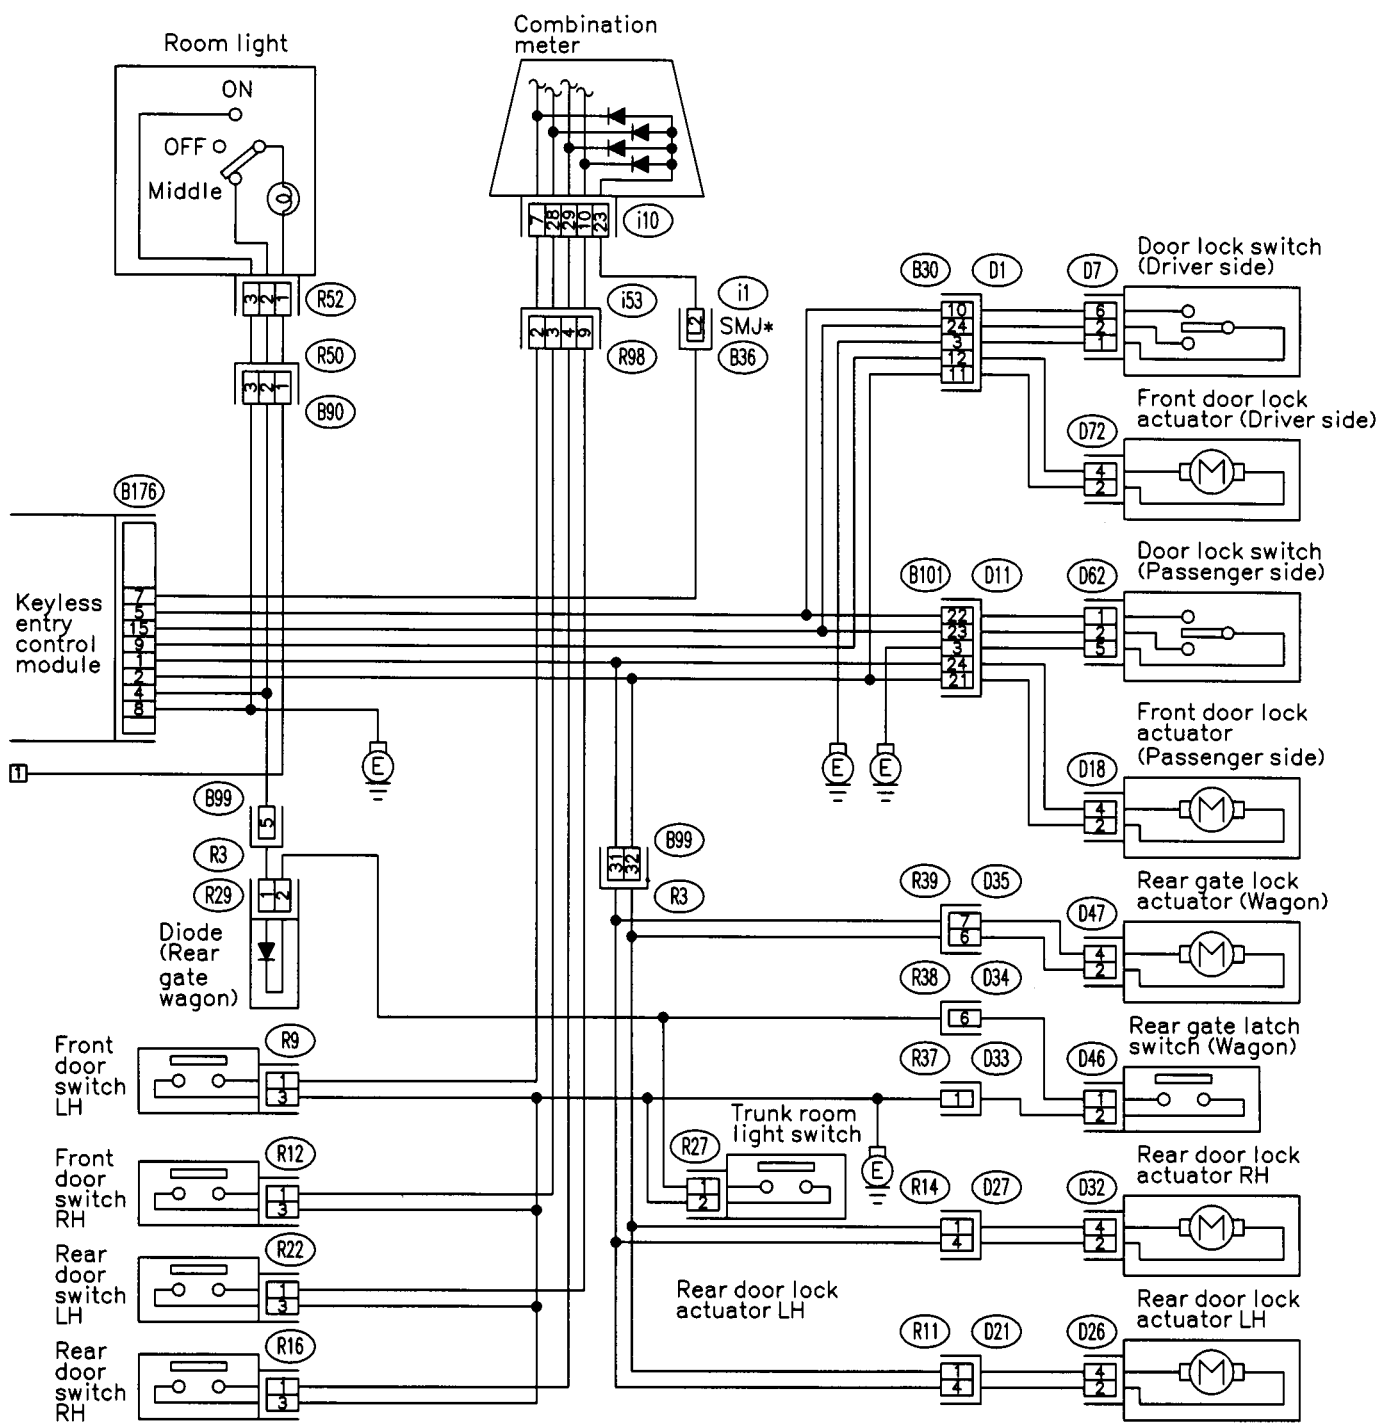 Combination
meter
Room light
ON
OFF
Middle
7 28 29 10 23
i10
3 2 1
R52
i53
2 3 4 9
R98
i1
2
SMJ*
B36
R50
3 2 1
B90
B30
D1
D7
Door lock switch
(Driver side)
10
24
3
12
11
6
2
1
Front door lock
actuator (Driver side)
D72
4
2
M
B176
Keyless
entry
control
module
7
5
15
9
1
2
4
8
B101
D11
D62
Door lock switch
(Passenger side)
22
23
3
24
21
1
2
5
Front door lock
actuator
(Passenger side)
D18
4
2
M
E
E
E
1
B99
5
R3
R29
1 2
Diode
(Rear
gate
wagon)
B99
31 32
R3
R39
D35
D47
Rear gate lock
actuator (Wagon)
7
6
4
2
M
R38
D34
6
Rear gate latch
switch (Wagon)
R37
D33
D46
1
1
2
Front
door
switch
LH
R9
1
3
Trunk room
light switch
R27
1
2
E
Front
door
switch
RH
R12
1
3
Rear door lock
actuator RH
R14
D27
D32
1
4
4
2
M
Rear
door
switch
LH
R22
1
3
Rear door lock
actuator LH
Rear door lock
actuator LH
R11
D21
D26
1
4
4
2
M
Rear
door
switch
RH
R16
1
3